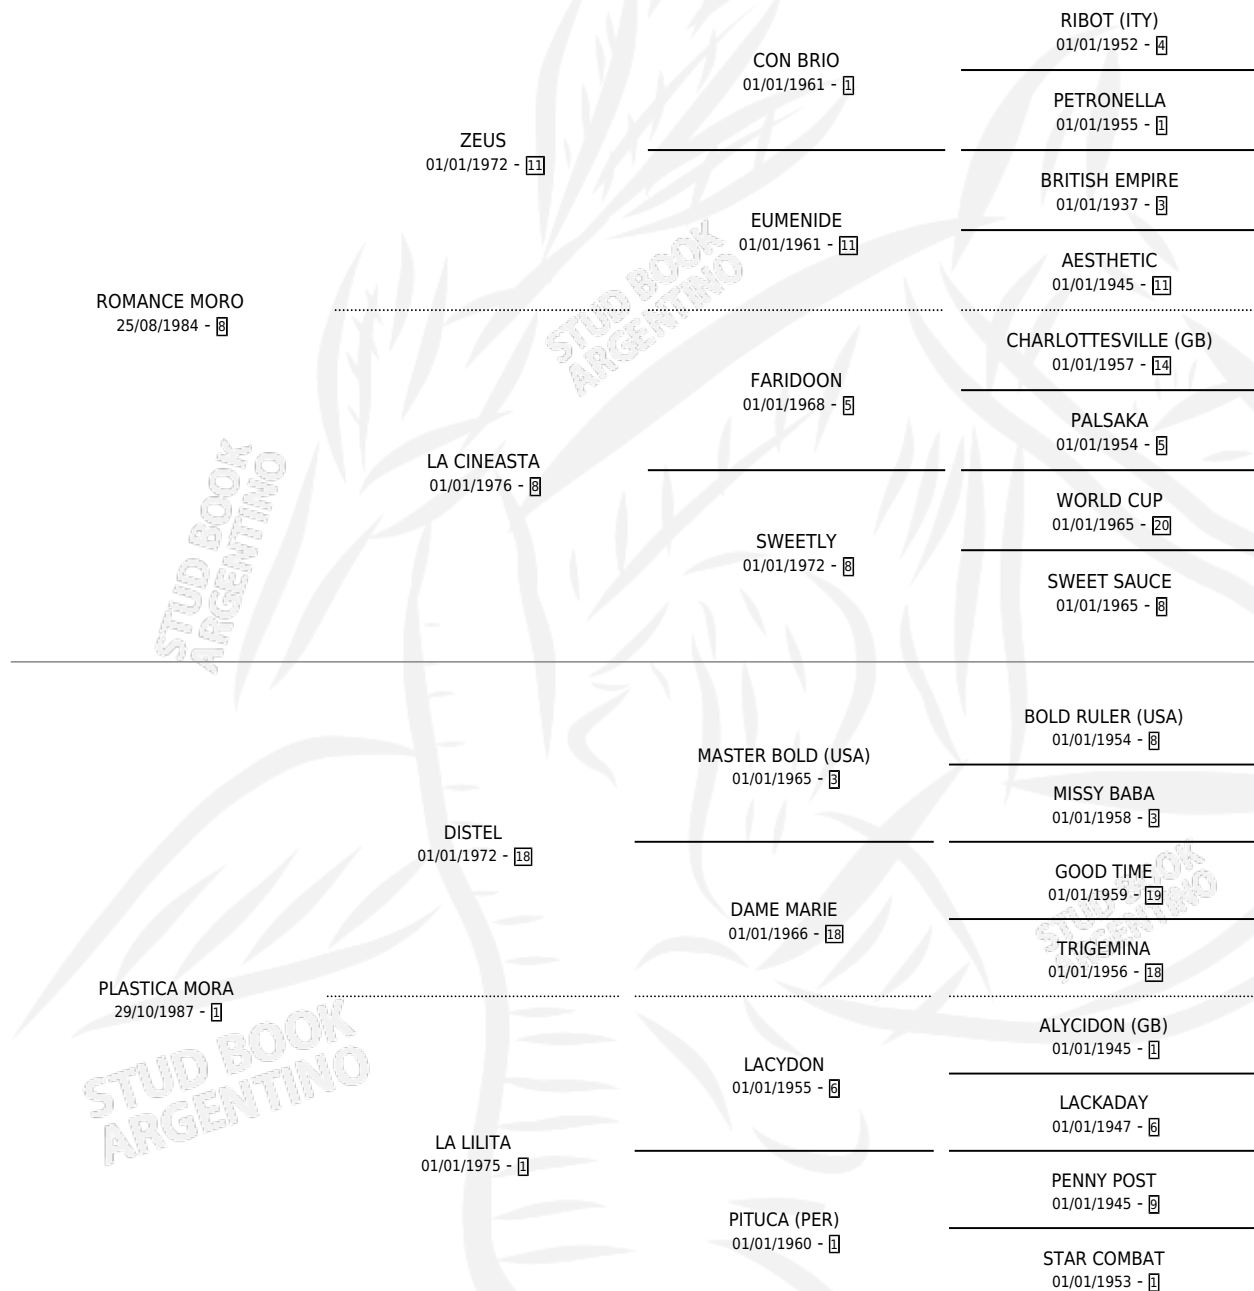 RIBOT (ITY)
01/01/1952 - 4
CON BRIO
01/01/1961 - 1
PETRONELLA
01/01/1955 - 1
ZEUS
01/01/1972 - 11
BRITISH EMPIRE
01/01/1937 - 3
EUMENIDE
01/01/1961 - 11
AESTHETIC
01/01/1945 - 11
ROMANCE MORO
25/08/1984 - 8
CHARLOTTESVILLE (GB)
01/01/1957 - 14
FARIDOON
01/01/1968 - 5
PALSAKA
01/01/1954 - 5
LA CINEASTA
01/01/1976 - 8
WORLD CUP
01/01/1965 - 20
SWEETLY
01/01/1972 - 8
SWEET SAUCE
01/01/1965 - 8
BOLD RULER (USA)
01/01/1954 - 8
MASTER BOLD (USA)
01/01/1965 - 3
MISSY BABA
01/01/1958 - 3
DISTEL
01/01/1972 - 18
GOOD TIME
01/01/1959 - 19
DAME MARIE
01/01/1966 - 18
TRIGEMINA
01/01/1956 - 18
PLASTICA MORA
29/10/1987 - 1
ALYCIDON (GB)
01/01/1945 - 1
LACYDON
01/01/1955 - 6
LACKADAY
01/01/1947 - 6
LA LILITA
01/01/1975 - 1
PENNY POST
01/01/1945 - 9
PITUCA (PER)
01/01/1960 - 1
STAR COMBAT
01/01/1953 - 1
STUD BOOK
ARGENTINO
STUD BOOK
ARGENTINO
STUD BOOK
ARGENTINO
STUD BOOK
ARGENTINO